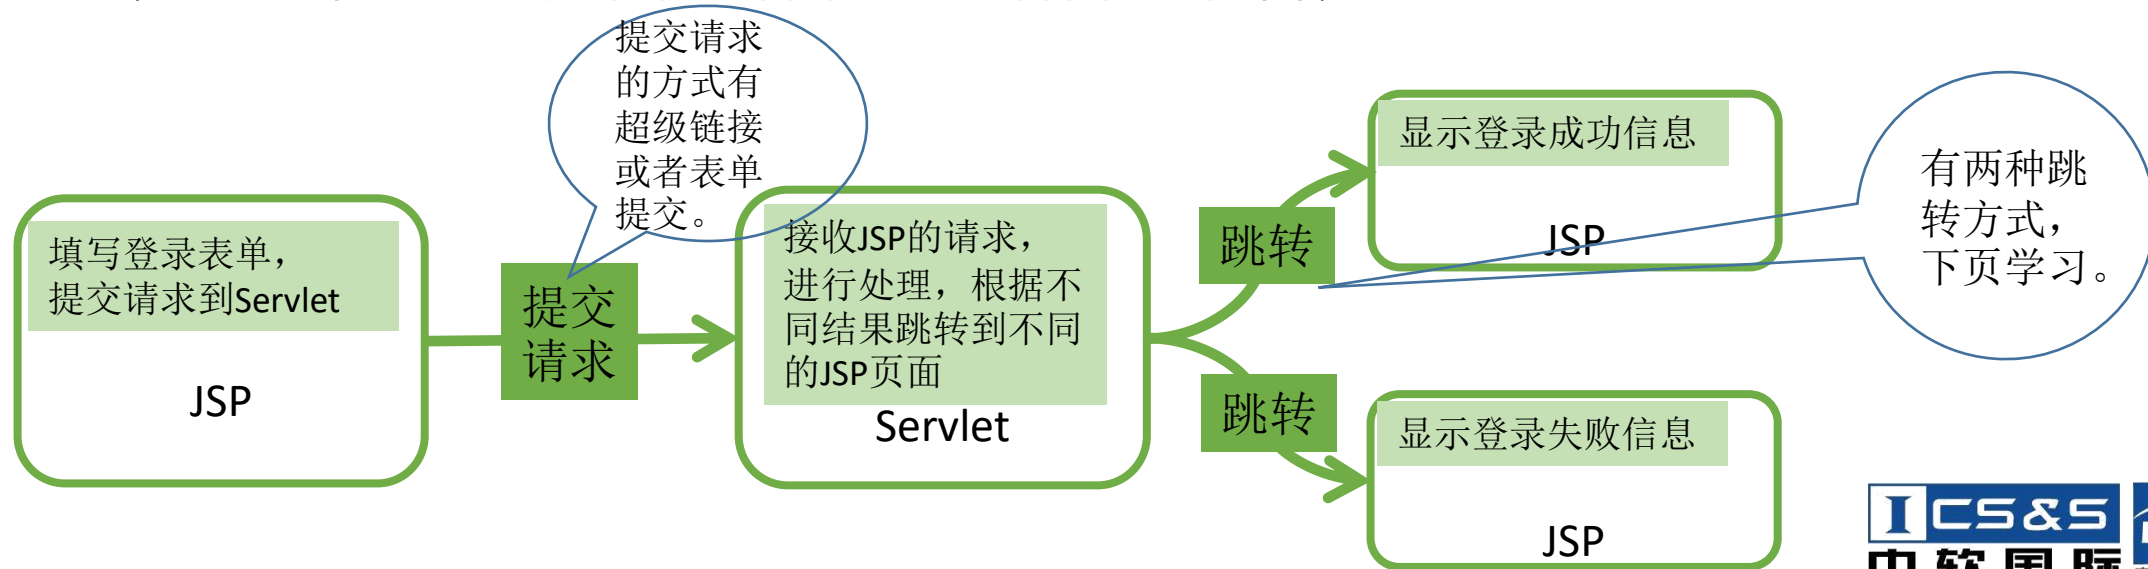 提交请求
的方式有
超级链接
或者表单
提交。
填写登录表单，
提交请求到Servlet
JSP
提交
请求
接收JSP的请求，
进行处理，根据不
同结果跳转到不同
的JSP页面
Servlet
跳转
跳转
显示登录成功信息
JSP
显示登录失败信息
JSP
有两种跳
转方式，
下页学习。
ICS&S
中软国际